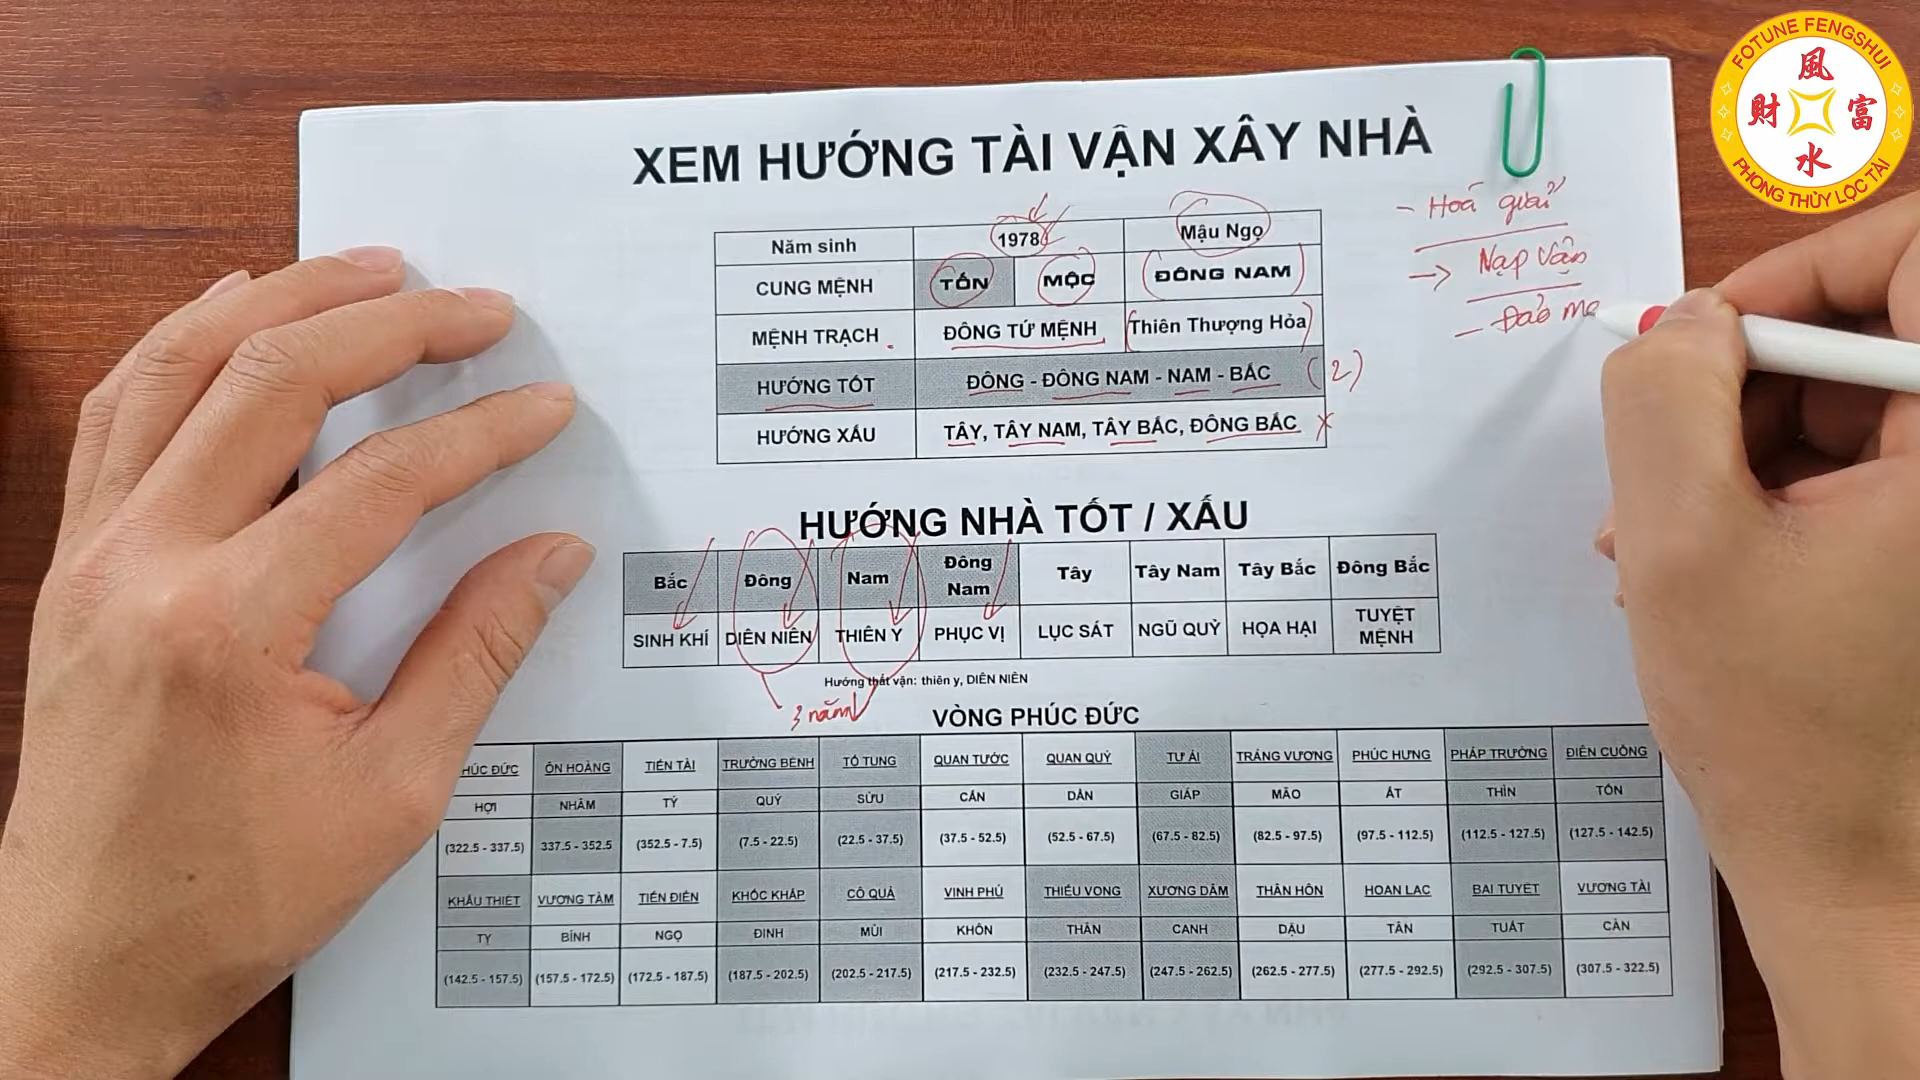 FOTUNE FENGSHUI
風
財 富
水
PHONG THỦY LỘC TÀI
XEM HƯỚNG TÀI VẬN XÂY NHÀ
- Hoá giải
→ Nạp vận
- Đảo mệ
Năm sinh 1978 Mậu Ngọ
CUNG MỆNH TỐN MỘC ĐÔNG NAM
MỆNH TRẠCH ĐÔNG TỨ MỆNH Thiên Thượng Hỏa
HƯỚNG TỐT ĐÔNG - ĐÔNG NAM - NAM - BẮC (2)
HƯỚNG XẤU TÂY, TÂY NAM, TÂY BẮC, ĐÔNG BẮC x
HƯỚNG NHÀ TỐT / XẤU
Bắc Đông Nam Đông Nam Tây Tây Nam Tây Bắc Đông Bắc
SINH KHÍ DIÊN NIÊN THIÊN Y PHỤC VỊ LỤC SÁT NGŨ QUỶ HỌA HẠI TUYỆT MỆNH
Hướng thất vận: thiên y, DIÊN NIÊN
3 năm
VÒNG PHÚC ĐỨC
HÚC ĐỨC ÔN HOÀNG TIẾN TÀI TRƯỜNG BỆNH TỐ TỤNG QUAN TƯỚC QUAN QUÝ TỰ ẢI TRÁNG VƯỢNG PHÚC HƯNG PHÁP TRƯỜNG ĐIÊN CUỒNG
HỢI NHÂM TÝ QUÝ SỬU CẤN DẦN GIÁP MÃO ẤT THÌN TỐN
(322.5 - 337.5) 337.5 - 352.5 (352.5 - 7.5) (7.5 - 22.5) (22.5 - 37.5) (37.5 - 52.5) (52.5 - 67.5) (67.5 - 82.5) (82.5 - 97.5) (97.5 - 112.5) (112.5 - 127.5) (127.5 - 142.5)
KHẨU THIỆT VƯỢNG TÀM TIẾN ĐIỀN KHỐC KHẤP CÔ QUẢ VINH PHÚ THIẾU VONG XƯƠNG DÂM THÂN HÔN HOAN LẠC BẠI TUYỆT VƯỢNG TÀI
TỴ BÍNH NGỌ ĐINH MÙI KHÔN THÂN CANH DẬU TÂN TUẤT CÀN
(142.5 - 157.5) (157.5 - 172.5) (172.5 - 187.5) (187.5 - 202.5) (202.5 - 217.5) (217.5 - 232.5) (232.5 - 247.5) (247.5 - 262.5) (262.5 - 277.5) (277.5 - 292.5) (292.5 - 307.5) (307.5 - 322.5)